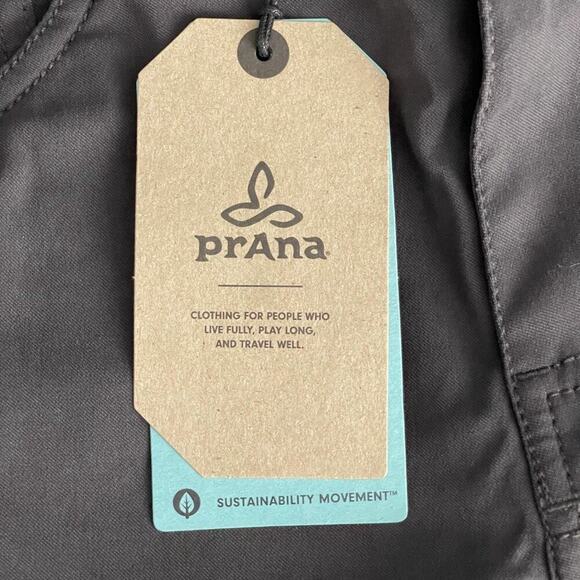 prAna®
CLOTHING FOR PEOPLE WHO
LIVE FULLY, PLAY LONG,
AND TRAVEL WELL.
SUSTAINABILITY MOVEMENT™